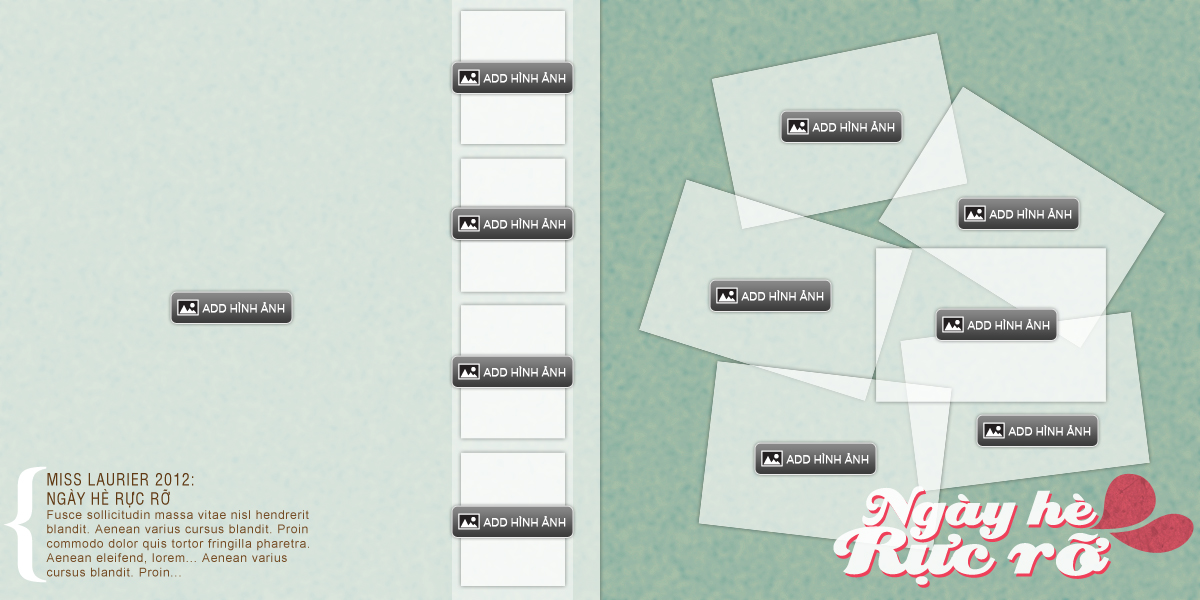 ADD HÌNH ẢNH
ADD HÌNH ẢNH
ADD HÌNH ẢNH
ADD HÌNH ẢNH
ADD HÌNH ẢNH
MISS LAURIER 2012:
NGÀY HÈ RỰC RỠ
Fusce sollicitudin massa vitae nisl hendrerit
blandit. Aenean varius cursus blandit. Proin
commodo dolor quis tortor fringilla pharetra.
Aenean eleifend, lorem... Aenean varius
cursus blandit. Proin...
ADD HÌNH ẢNH
ADD HÌNH ẢNH
ADD HÌNH ẢNH
ADD HÌNH ẢNH
ADD HÌNH ẢNH
ADD HÌNH ẢNH
Ngày hè
Rực rỡ